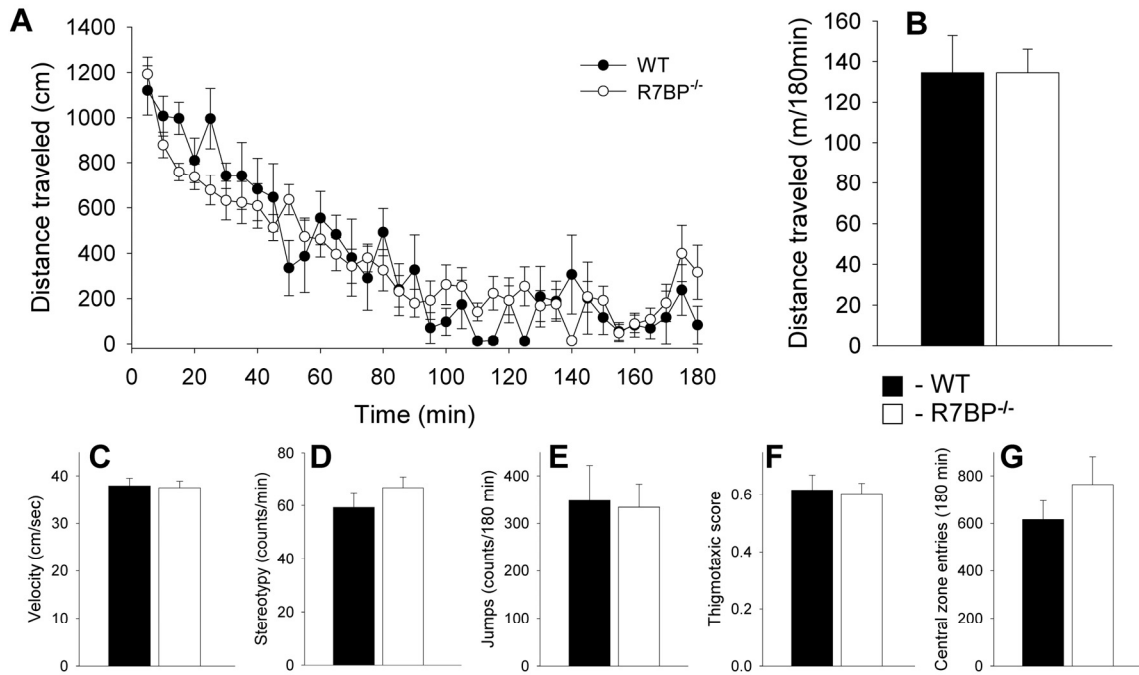 A
Distance traveled (cm)
1400
1200
1000
800
600
400
200
0
0 20 40 60 80 100 120 140 160 180
Time (min)
WT
R7BP-/-
B
Distance traveled (m/180min)
160
140
120
100
80
60
40
20
0
- WT
- R7BP-/-
C
Velocity (cm/sec)
40
30
20
10
0
D
Stereotypy (counts/min)
80
60
40
20
0
E
Jumps (counts/180 min)
400
300
200
100
0
F
Thigmotaxic score
0.6
0.4
0.2
0.0
G
Central zone entries (180 min)
800
600
400
200
0